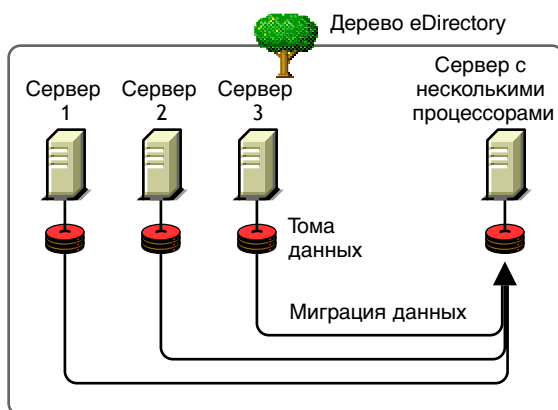 Дерево eDirectory
Сервер 1
Сервер 2
Сервер 3
Сервер с
несколькими
процессорами
Тома
данных
Миграция данных